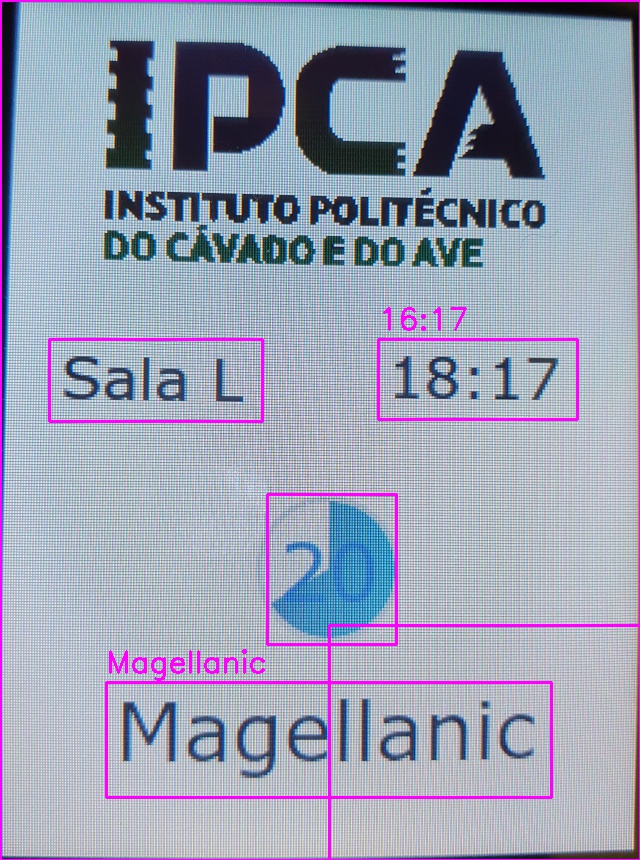 IPCA
INSTITUTO POLITÉCNICO
DO CÁVADO E DO AVE
16:17
Sala L 18:17
20
Magellanic
Magellanic